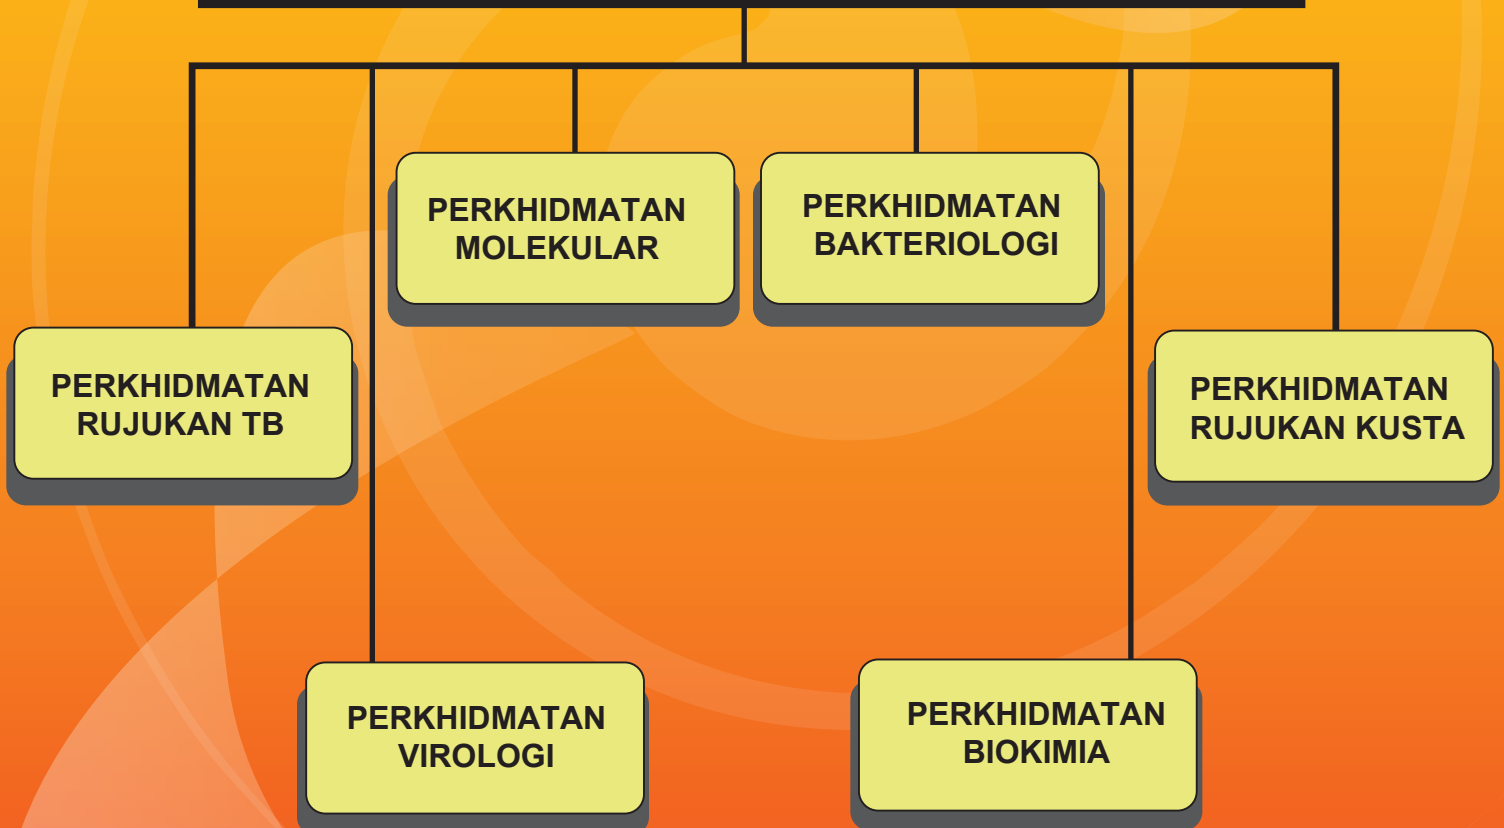 PERKHIDMATAN
MOLEKULAR
PERKHIDMATAN
BAKTERIOLOGI
PERKHIDMATAN
RUJUKAN TB
PERKHIDMATAN
RUJUKAN KUSTA
PERKHIDMATAN
VIROLOGI
PERKHIDMATAN
BIOKIMIA